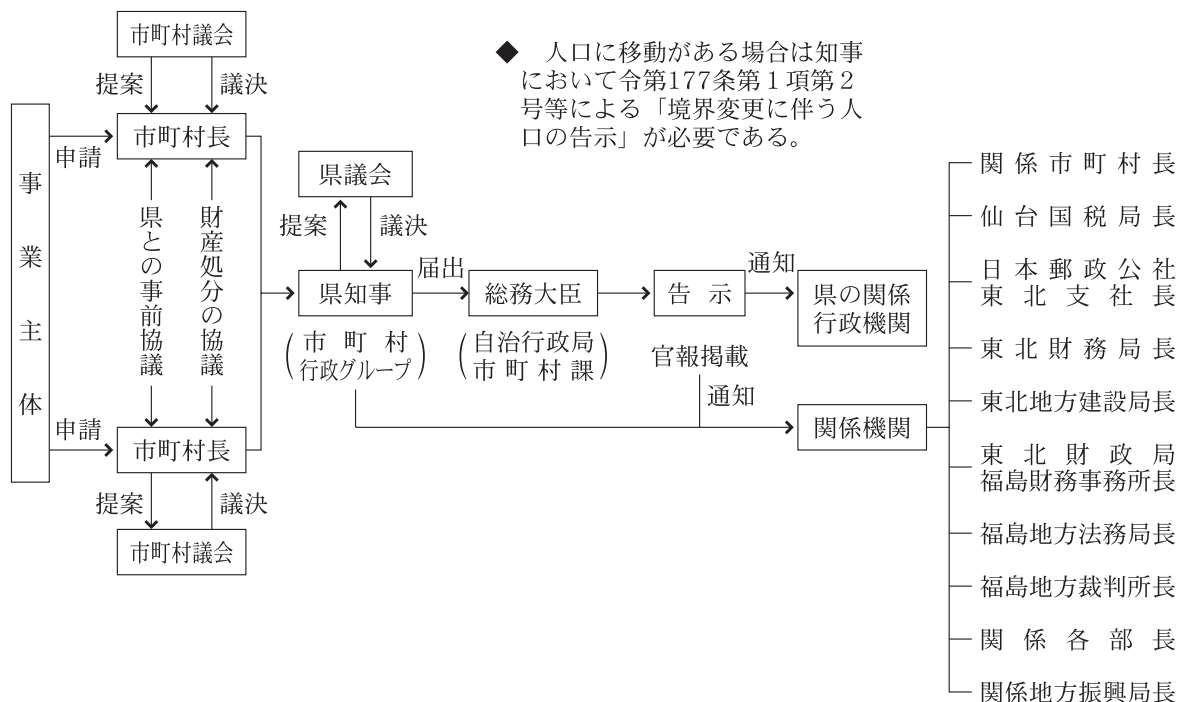 市町村議会
提案
議決
市町村長
申請
事業主体
県との事前協議
財産処分の協議
申請
市町村長
提案
議決
市町村議会
◆　人口に移動がある場合は知事
において令第177条第１項第２
号等による「境界変更に伴う人
口の告示」が必要である。
県議会
提案
議決
県知事
(市町村
行政グループ)
届出
総務大臣
(自治行政局
市町村課)
告示
官報掲載
通知
県の関係
行政機関
通知
関係機関
関係市町村長
仙台国税局長
日本郵政公社
東北支社長
東北財務局長
東北地方建設局長
東北財政局
福島財務事務所長
福島地方法務局長
福島地方裁判所長
関係各部長
関係地方振興局長